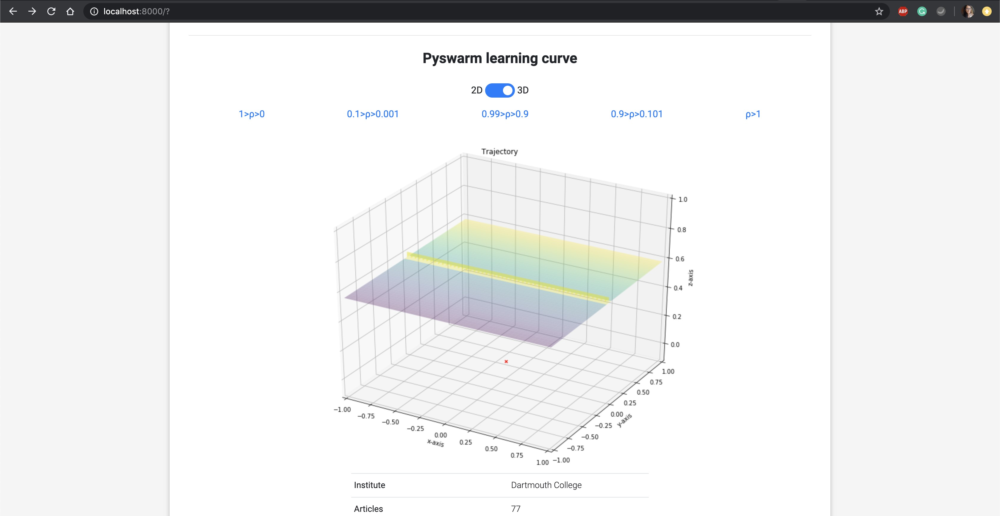 localhost:8000/?
ABP
Pyswarm learning curve
2D 3D
1>ρ>0 0.1>ρ>0.001 0.99>ρ>0.9 0.9>ρ>0.101 ρ>1
Trajectory
1.0
0.8
0.6
z-axis
0.4
0.2
0.0
1.00
0.75
0.50
0.25
0.00
y-axis
−0.25
−0.50
−0.75
−1.00
−1.00
−0.75
−0.50
−0.25
0.00
x-axis
0.25
0.50
0.75
1.00
Institute Dartmouth College
Articles 77